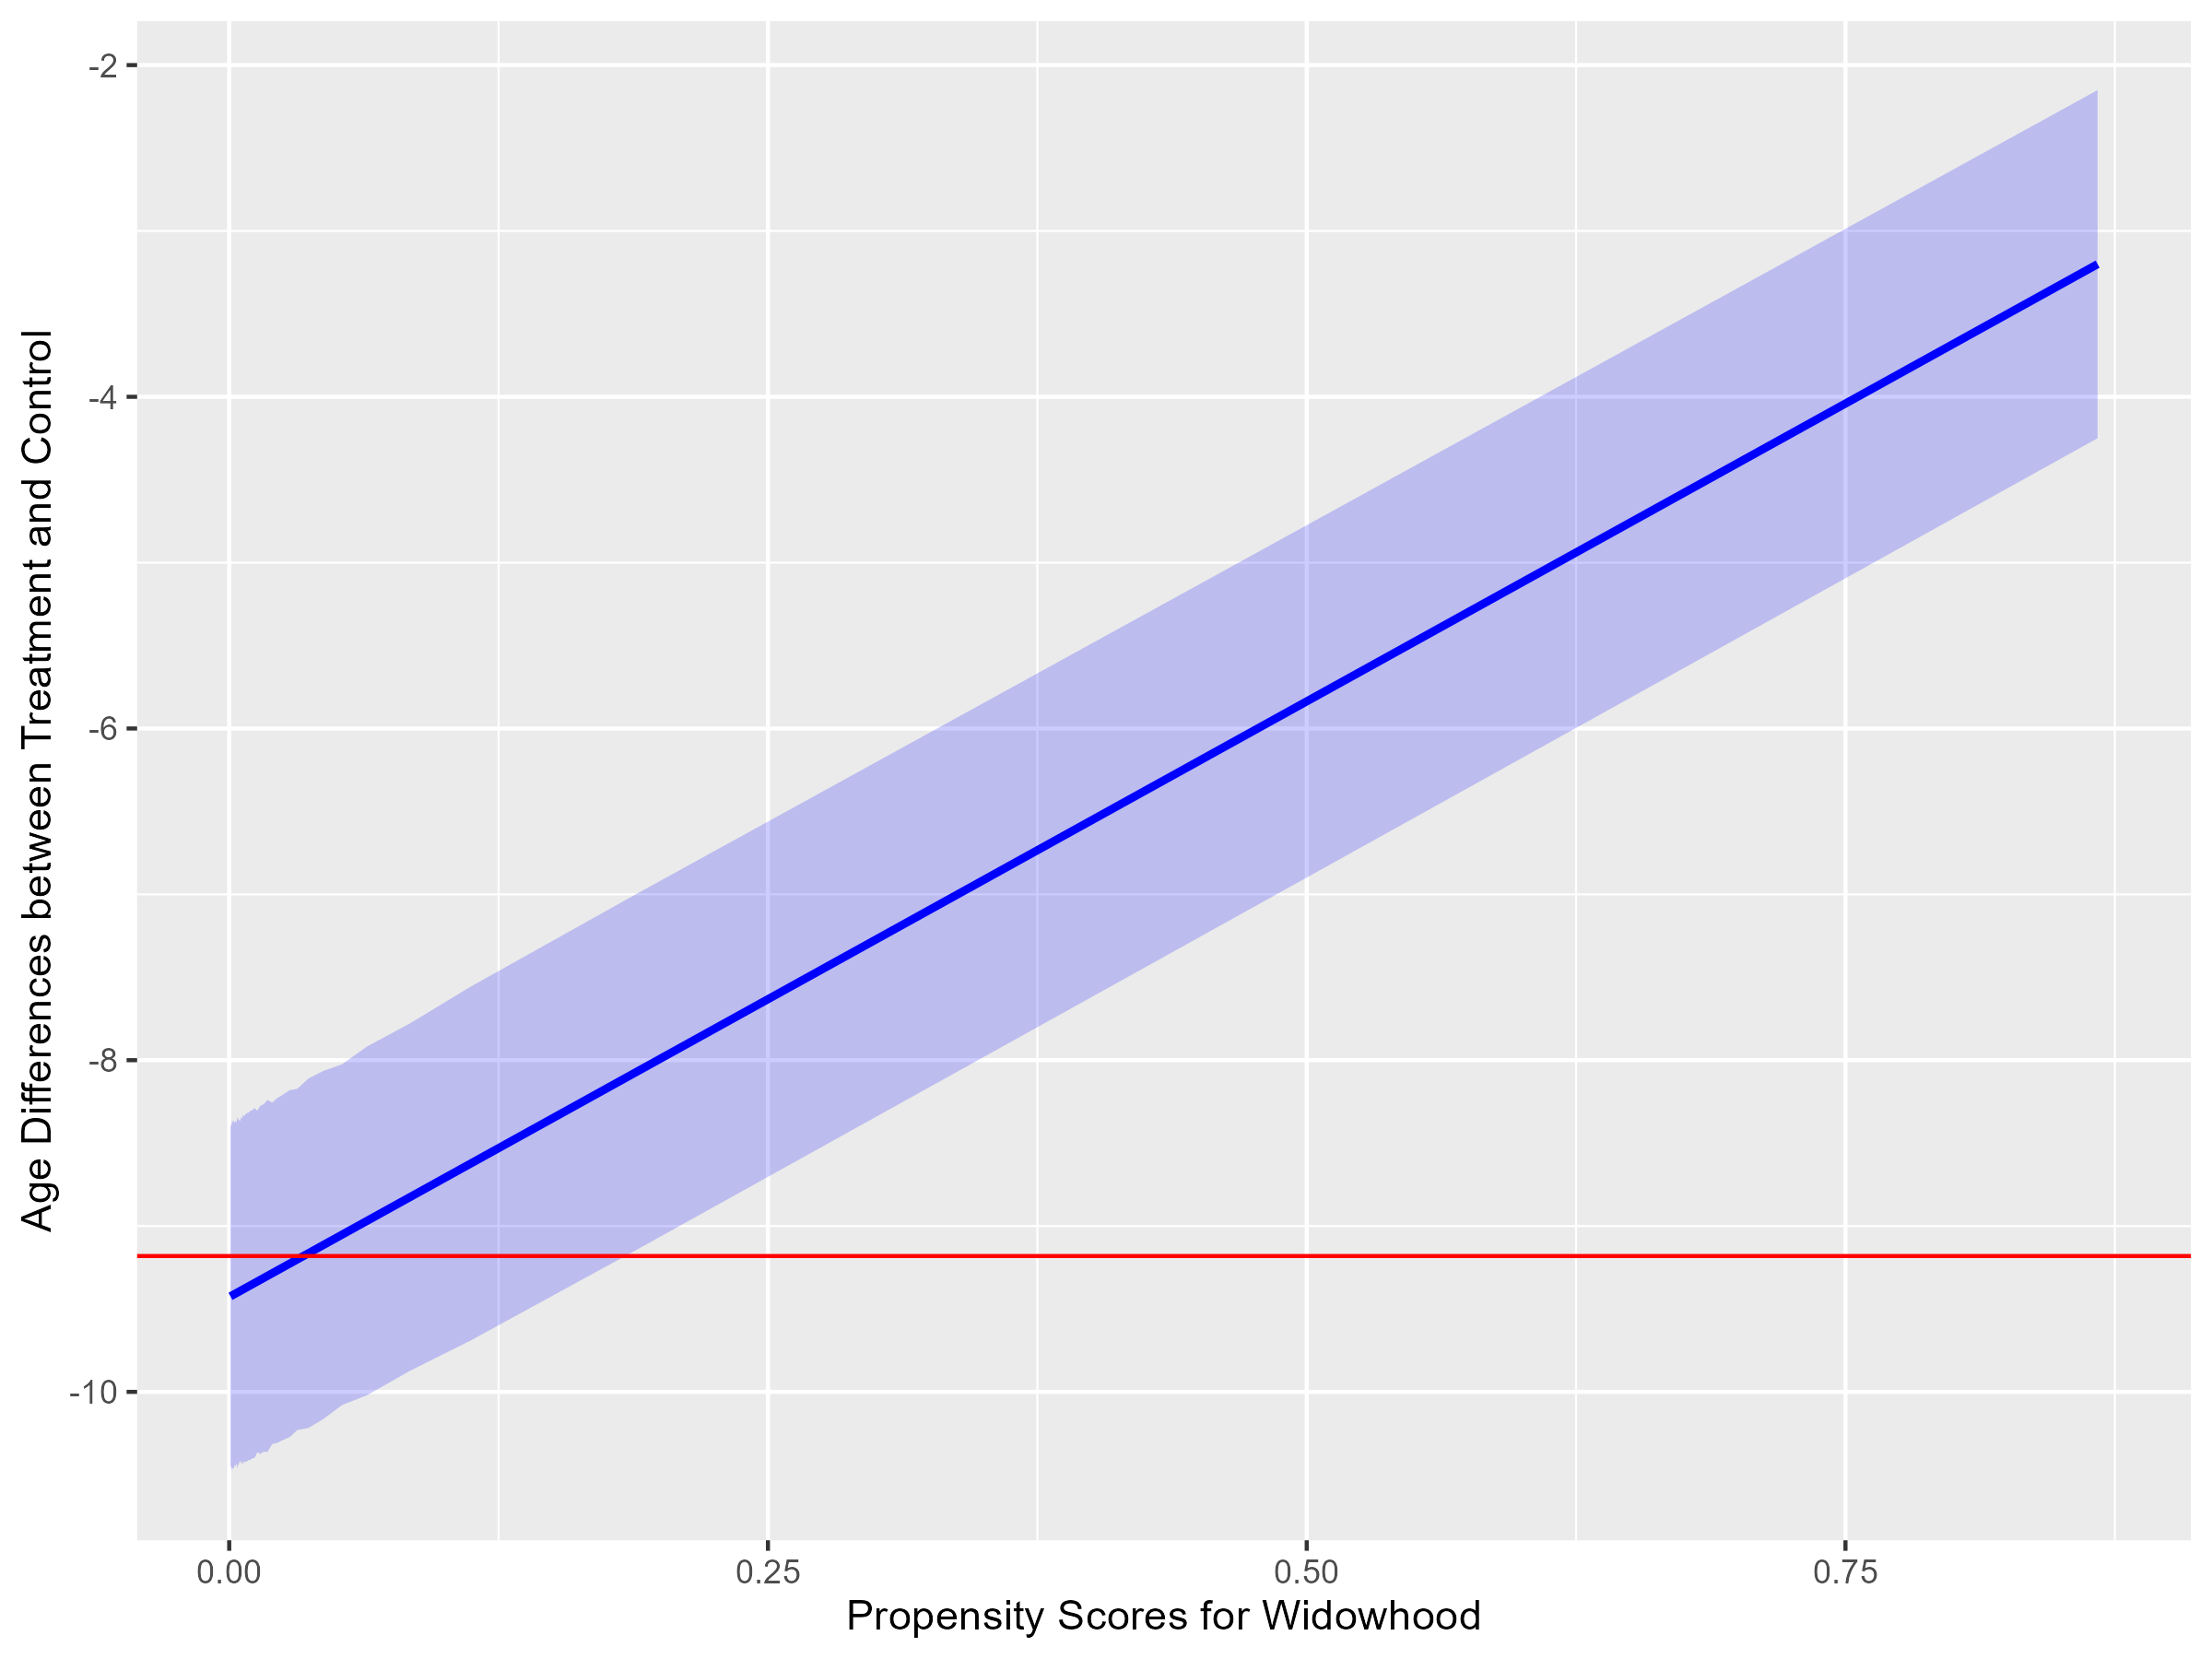 Age Differences between Treatment and Control
-2
-4
-6
-8
-10
0.00 0.25 0.50 0.75
Propensity Scores for Widowhood